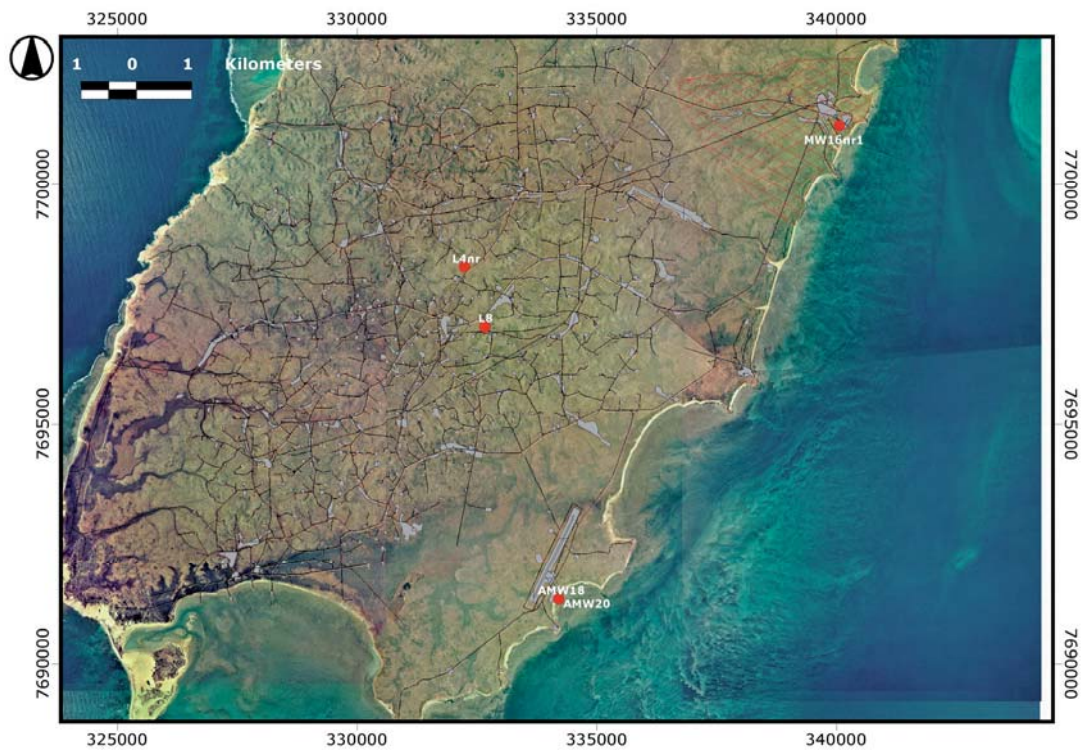 325000 330000 335000 340000
1 0 1 Kilometers
MW16nr1
7700000 7700000
L4nr
L8
7695000 7695000
AMW18
AMW20
7690000 7690000
325000 330000 335000 340000